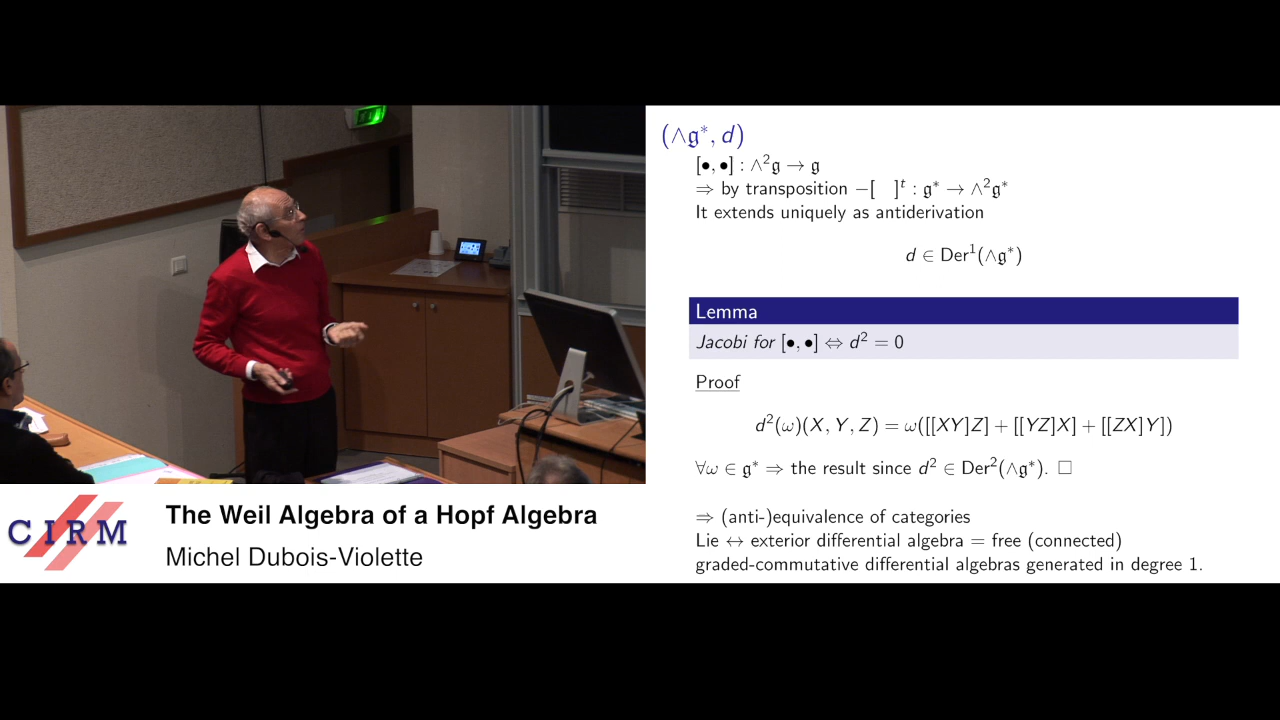 (∧𝔤*, d)
[•, •] : ∧²𝔤 → 𝔤
⇒ by transposition −[ ]ᵗ : 𝔤* → ∧²𝔤*
It extends uniquely as antiderivation
d ∈ Der¹(∧𝔤*)
Lemma
Jacobi for [•, •] ⇔ d² = 0
Proof
d²(ω)(X, Y, Z) = ω([[XY]Z] + [[YZ]X] + [[ZX]Y])
∀ω ∈ 𝔤* ⇒ the result since d² ∈ Der²(∧𝔤*). □
⇒ (anti-)equivalence of categories
Lie ↔ exterior differential algebra = free (connected)
graded-commutative differential algebras generated in degree 1.
CIRM
The Weil Algebra of a Hopf Algebra
Michel Dubois-Violette